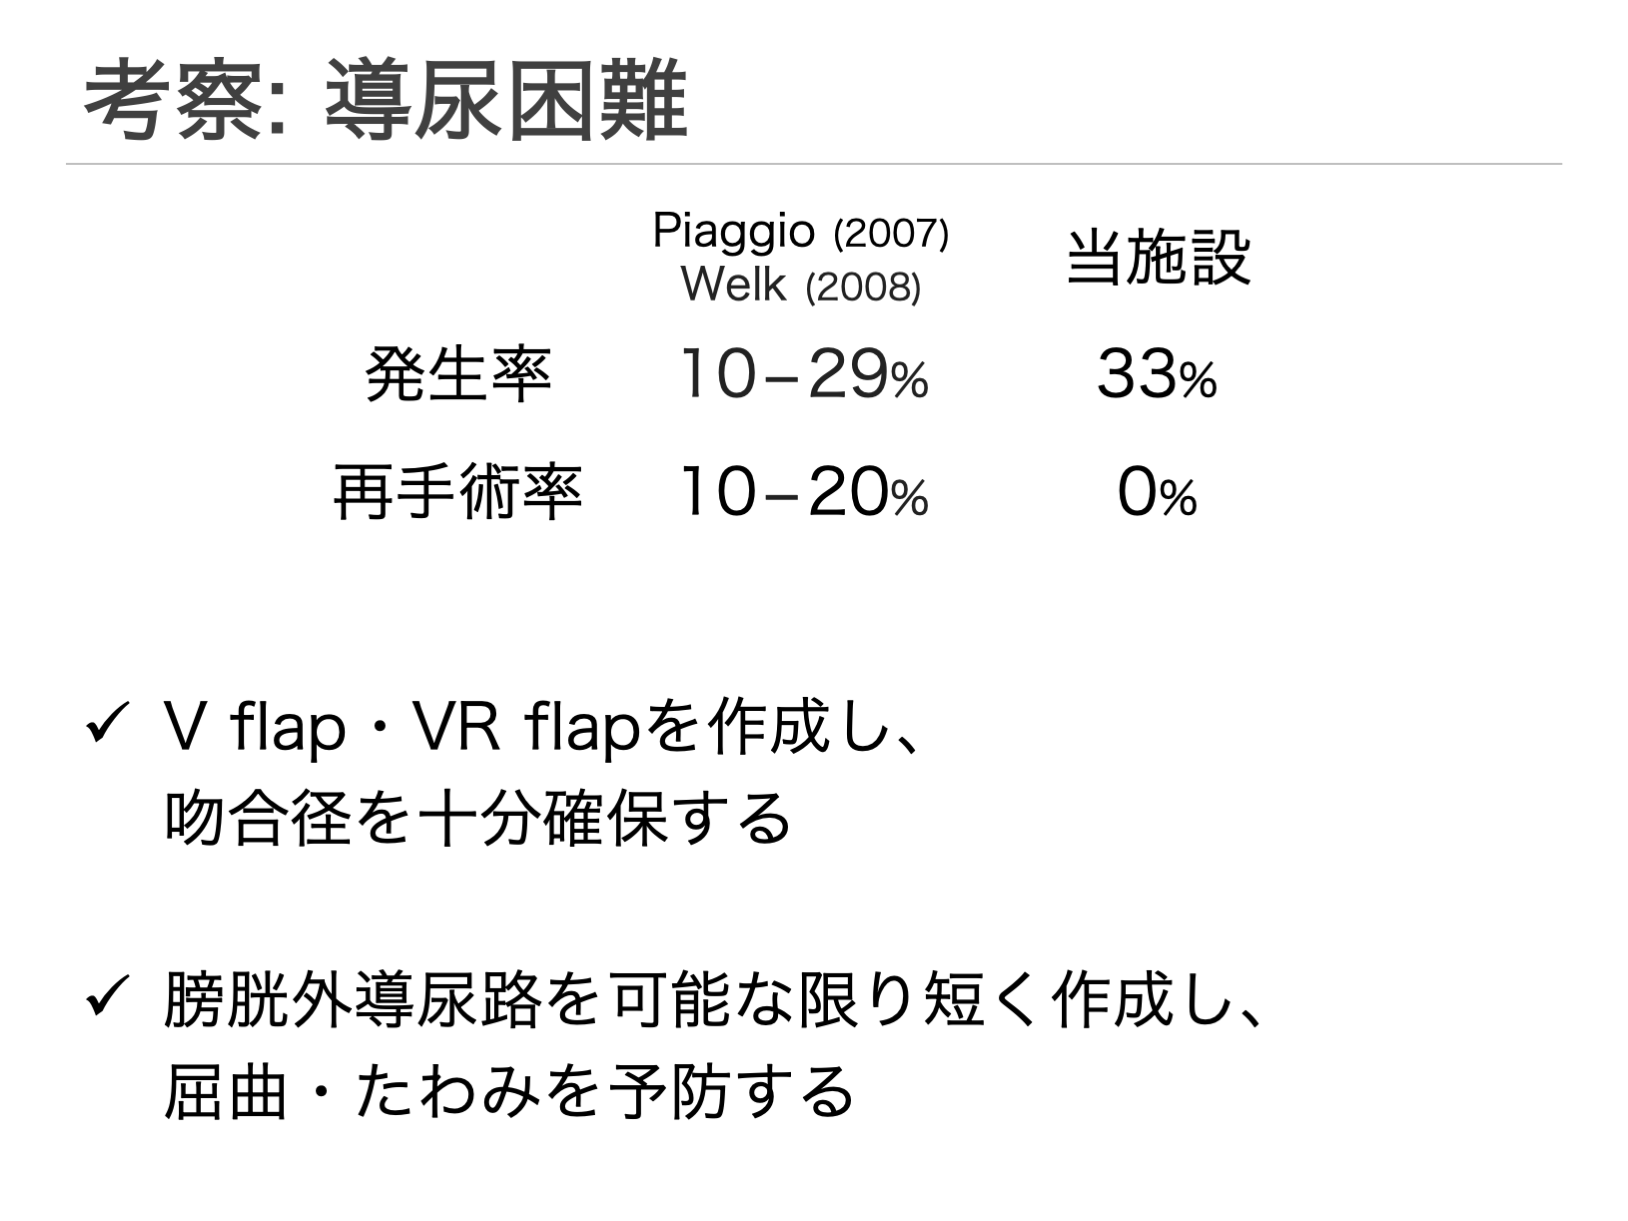 考察: 導尿困難
Piaggio (2007)
Welk (2008)
当施設
発生率 10–29% 33%
再手術率 10–20% 0%
✓ V flap・VR flapを作成し、
吻合径を十分確保する
✓ 膀胱外導尿路を可能な限り短く作成し、
屈曲・たわみを予防する